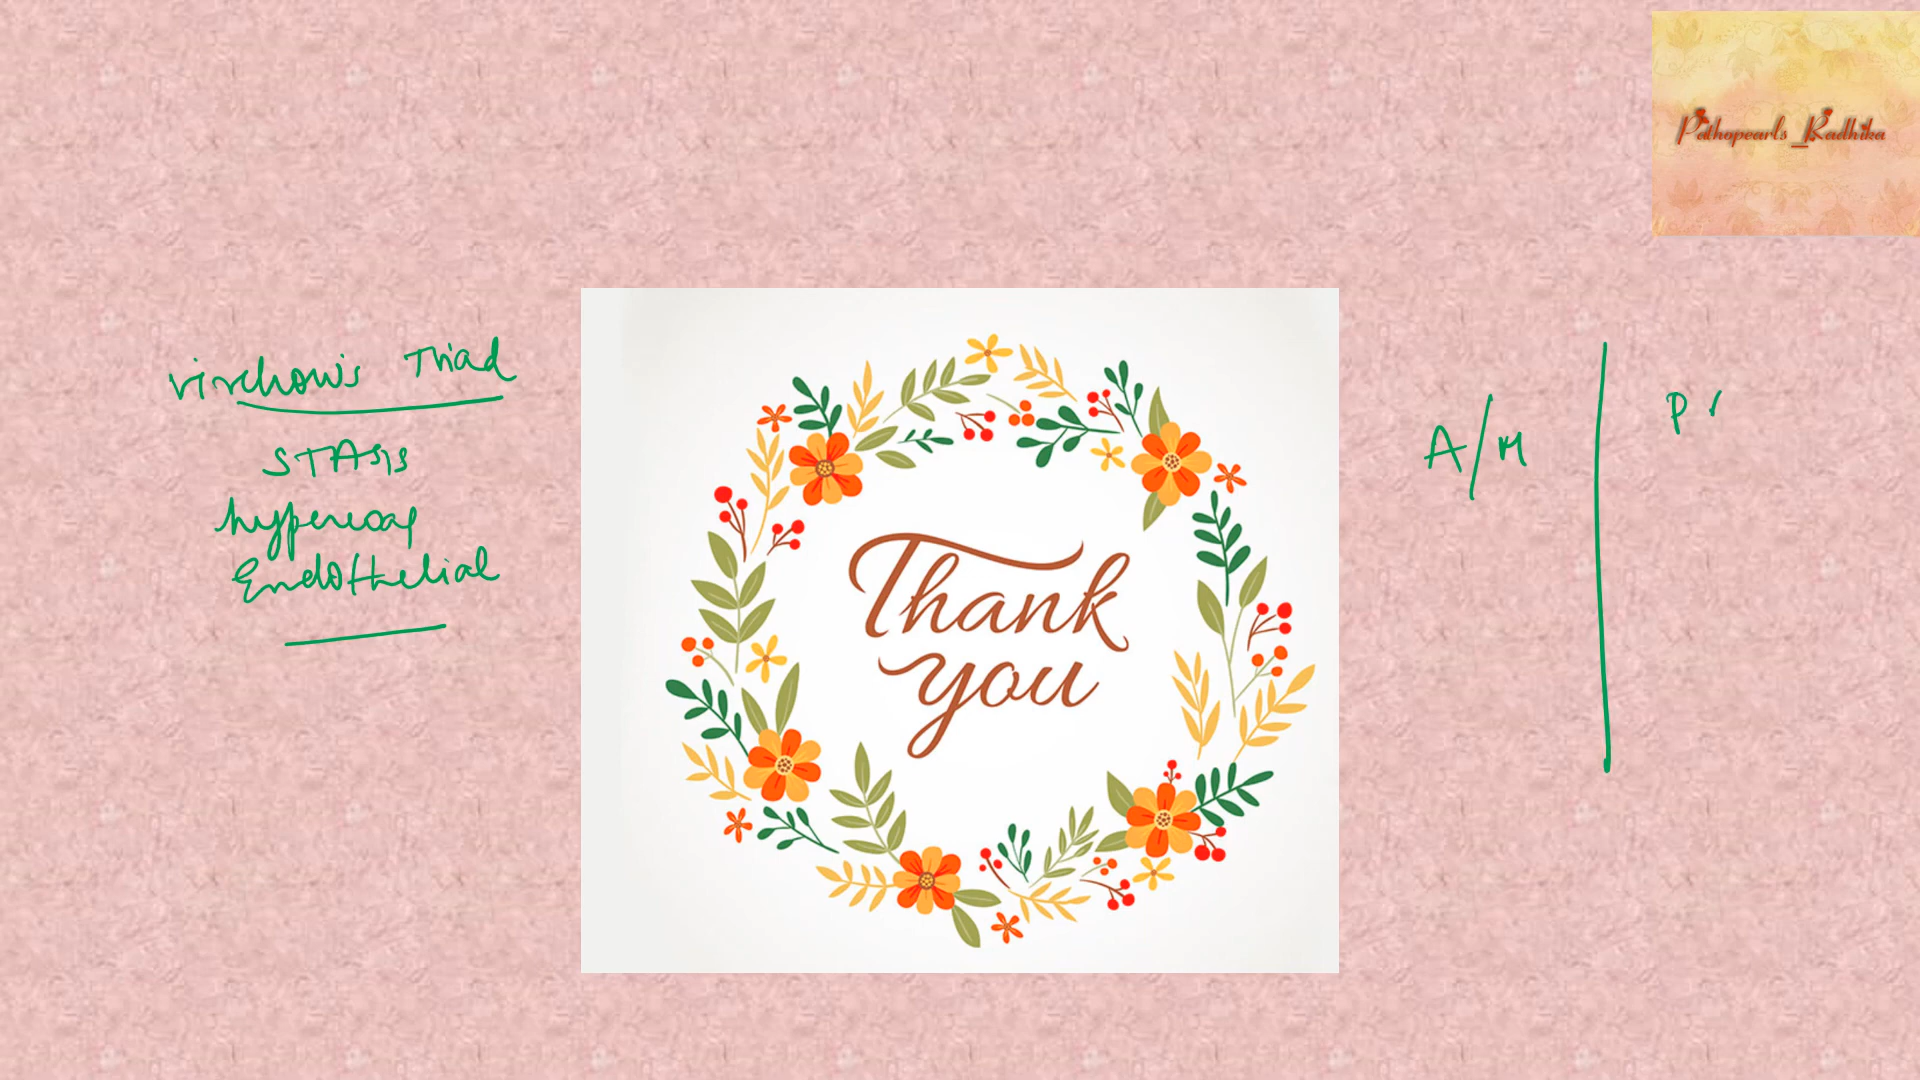 Pathopearls_Radhika
Virchow's Triad
STASIS
hypercoag
Endothelial
Thank
you
A/M
P